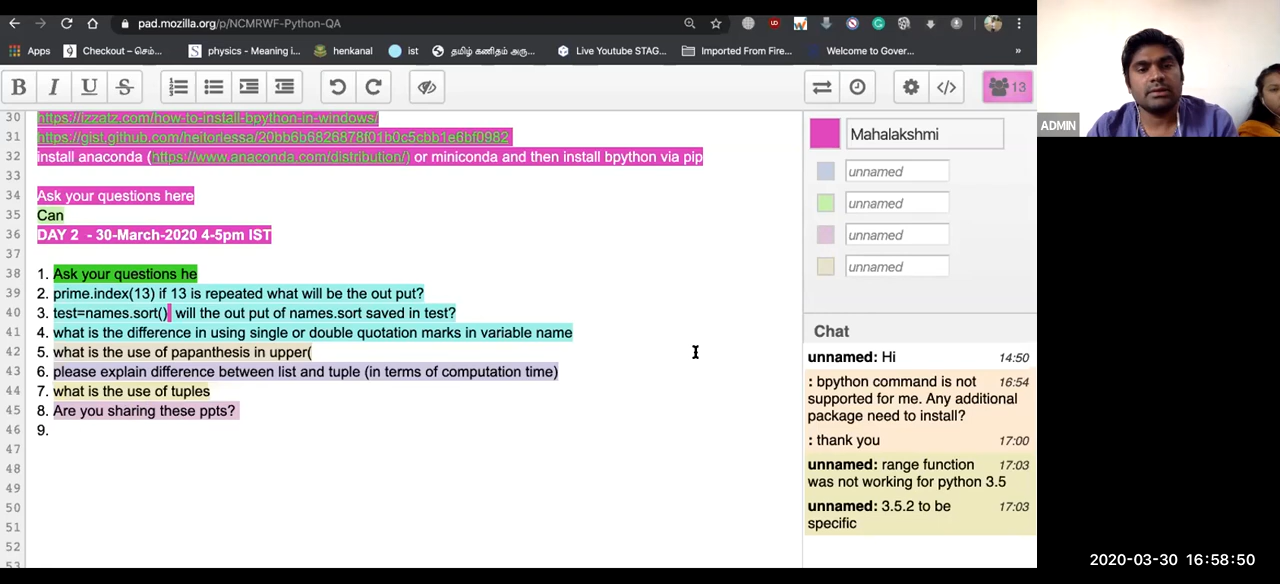 pad.mozilla.org/p/NCMRWF-Python-QA
Apps
Checkout – செம்...
physics - Meaning i...
henkanal
ist
தமிழ் கணிதம் அரு...
Live Youtube STAG...
Imported From Fire...
Welcome to Gover...
»
B I U S
13
30 https://izzatz.com/how-to-install-bpython-in-windows/
31 https://gist.github.com/heitorlessa/20bb6b6826878f01b0c5cbb1e6bf0982
32 install anaconda (https://www.anaconda.com/distribution/) or miniconda and then install bpython via pip
33
34 Ask your questions here
35 Can
36 DAY 2 - 30-March-2020 4-5pm IST
37
38 1. Ask your questions he
39 2. prime.index(13) if 13 is repeated what will be the out put?
40 3. test=names.sort() will the out put of names.sort saved in test?
41 4. what is the difference in using single or double quotation marks in variable name
42 5. what is the use of papanthesis in upper(
43 6. please explain difference between list and tuple (in terms of computation time)
44 7. what is the use of tuples
45 8. Are you sharing these ppts?
46 9.
47
48
49
50
51
52
53
Mahalakshmi
unnamed
unnamed
unnamed
unnamed
Chat
unnamed: Hi 14:50
: bpython command is not 16:54
supported for me. Any additional
package need to install?
: thank you 17:00
unnamed: range function 17:03
was not working for python 3.5
unnamed: 3.5.2 to be 17:03
specific
ADMIN
2020-03-30 16:58:50